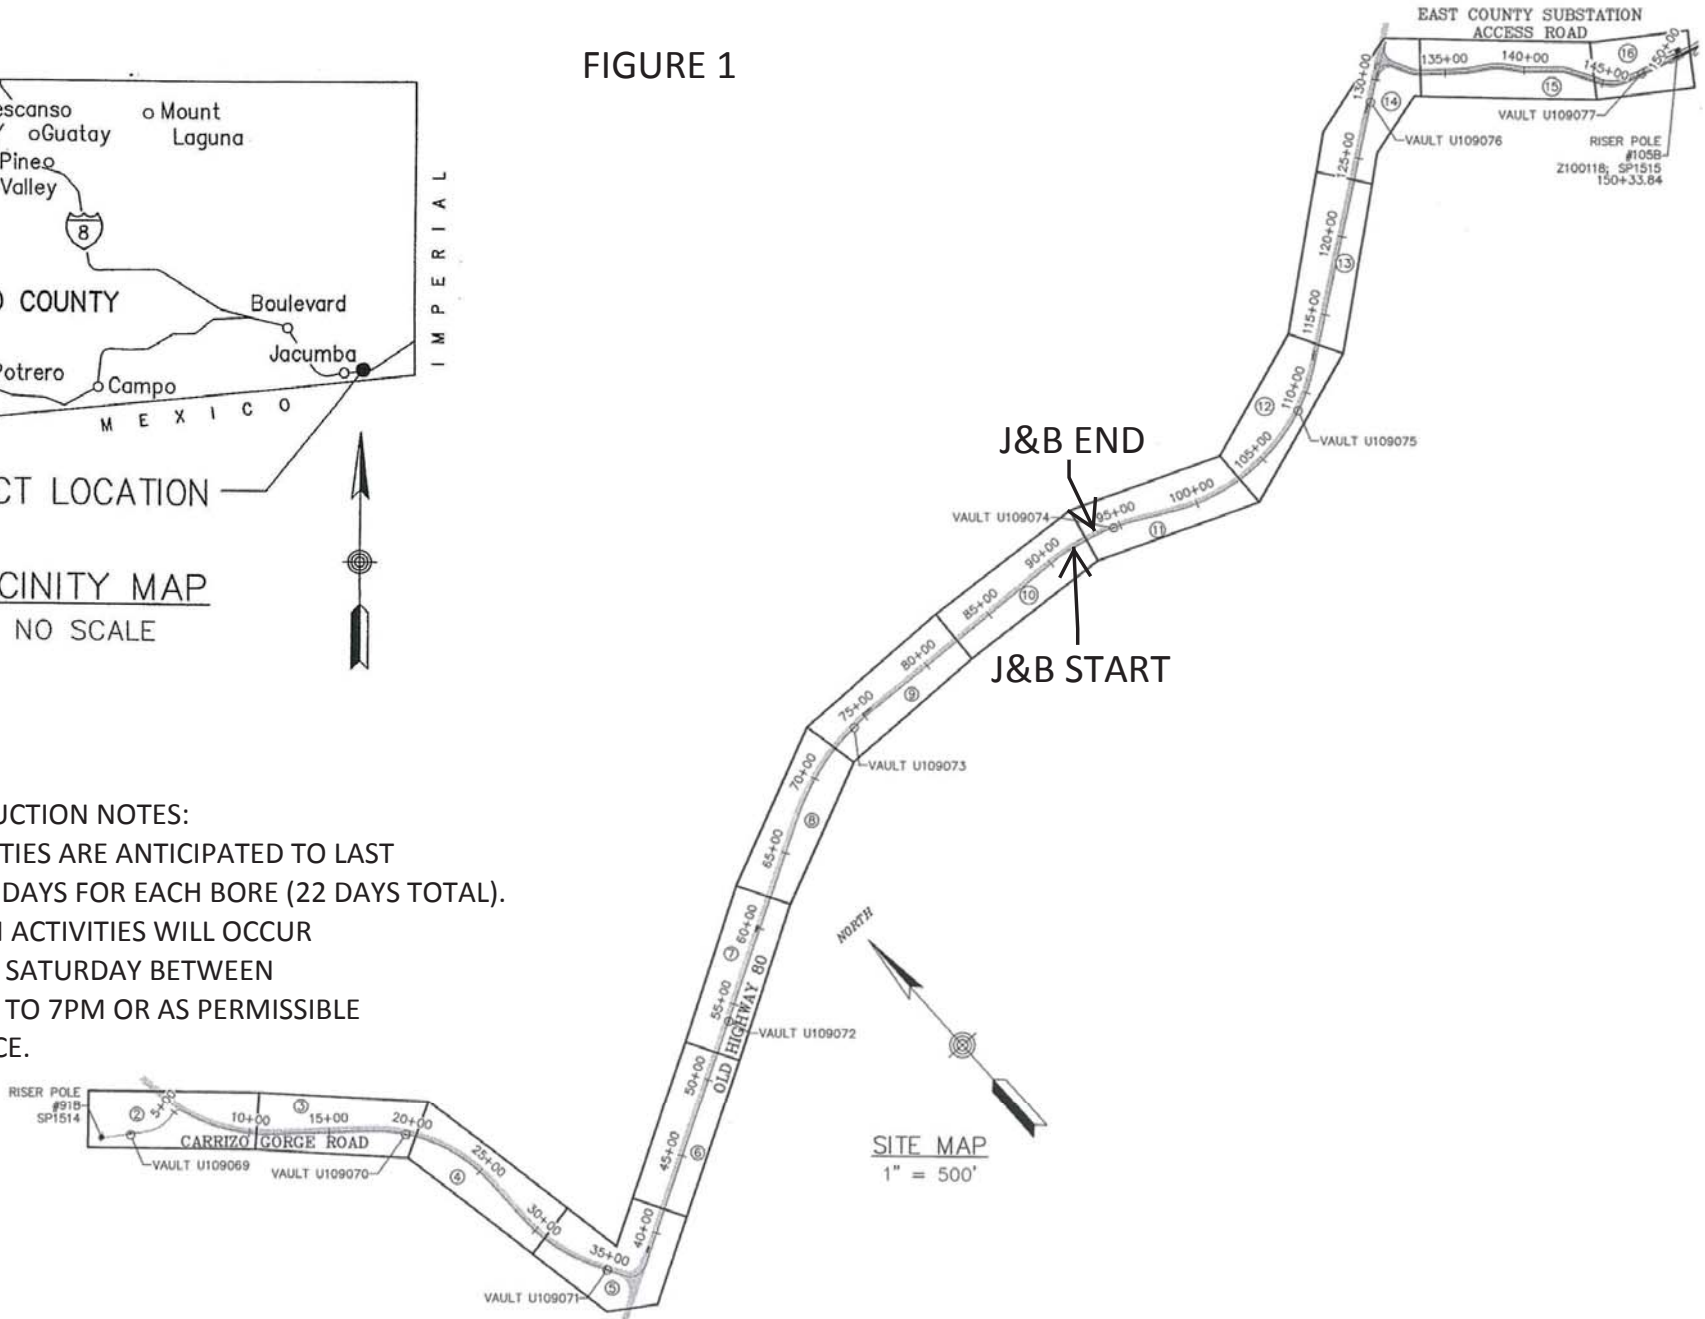 FIGURE 1
escanso
Guatay
Mount
Laguna
Pine
Valley
8
COUNTY
Boulevard
Jacumba
Potrero
Campo
IMPERIAL
MEXICO
CT LOCATION
CINITY MAP
NO SCALE
UCTION NOTES:
TIES ARE ANTICIPATED TO LAST
DAYS FOR EACH BORE (22 DAYS TOTAL).
ACTIVITIES WILL OCCUR
SATURDAY BETWEEN
TO 7PM OR AS PERMISSIBLE
CE.
EAST COUNTY SUBSTATION
ACCESS ROAD
16
150+00
145+00
140+00
135+00
15
130+00
14
VAULT U109077
VAULT U109076
RISER POLE
#105B
Z100118; SP1515
150+33.84
125+00
120+00
13
115+00
110+00
12
VAULT U109075
105+00
J&B END
100+00
VAULT U109074
95+00
11
90+00
10
85+00
J&B START
80+00
9
75+00
VAULT U109073
70+00
8
65+00
60+00
7
55+00
VAULT U109072
OLD HIGHWAY 80
50+00
45+00
6
40+00
NORTH
SITE MAP
1" = 500'
RISER POLE
#91B
SP1514
2
5+00
3
10+00
15+00
20+00
CARRIZO GORGE ROAD
VAULT U109069
VAULT U109070
25+00
4
30+00
35+00
5
VAULT U109071